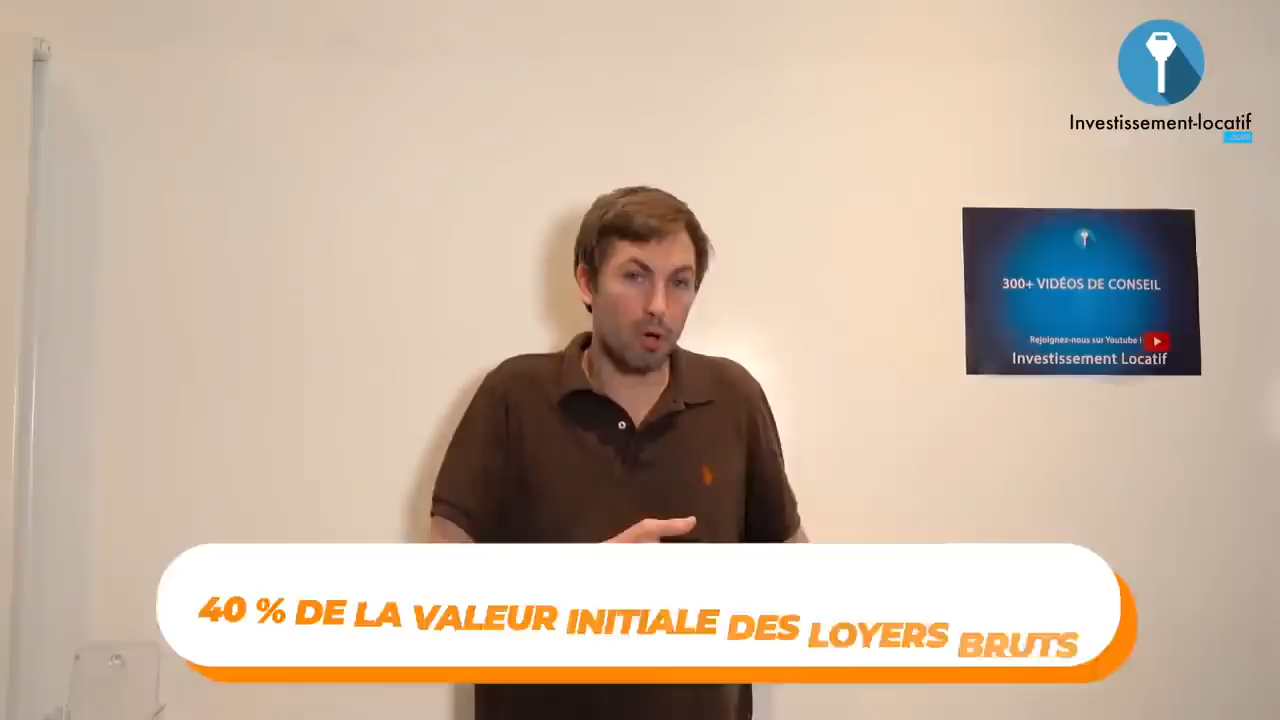 Investissement-locatif
.com
300+ VIDÉOS DE CONSEIL
Rejoignez-nous sur Youtube !
Investissement Locatif
40 % DE LA VALEUR INITIALE DES LOYERS BRUTS